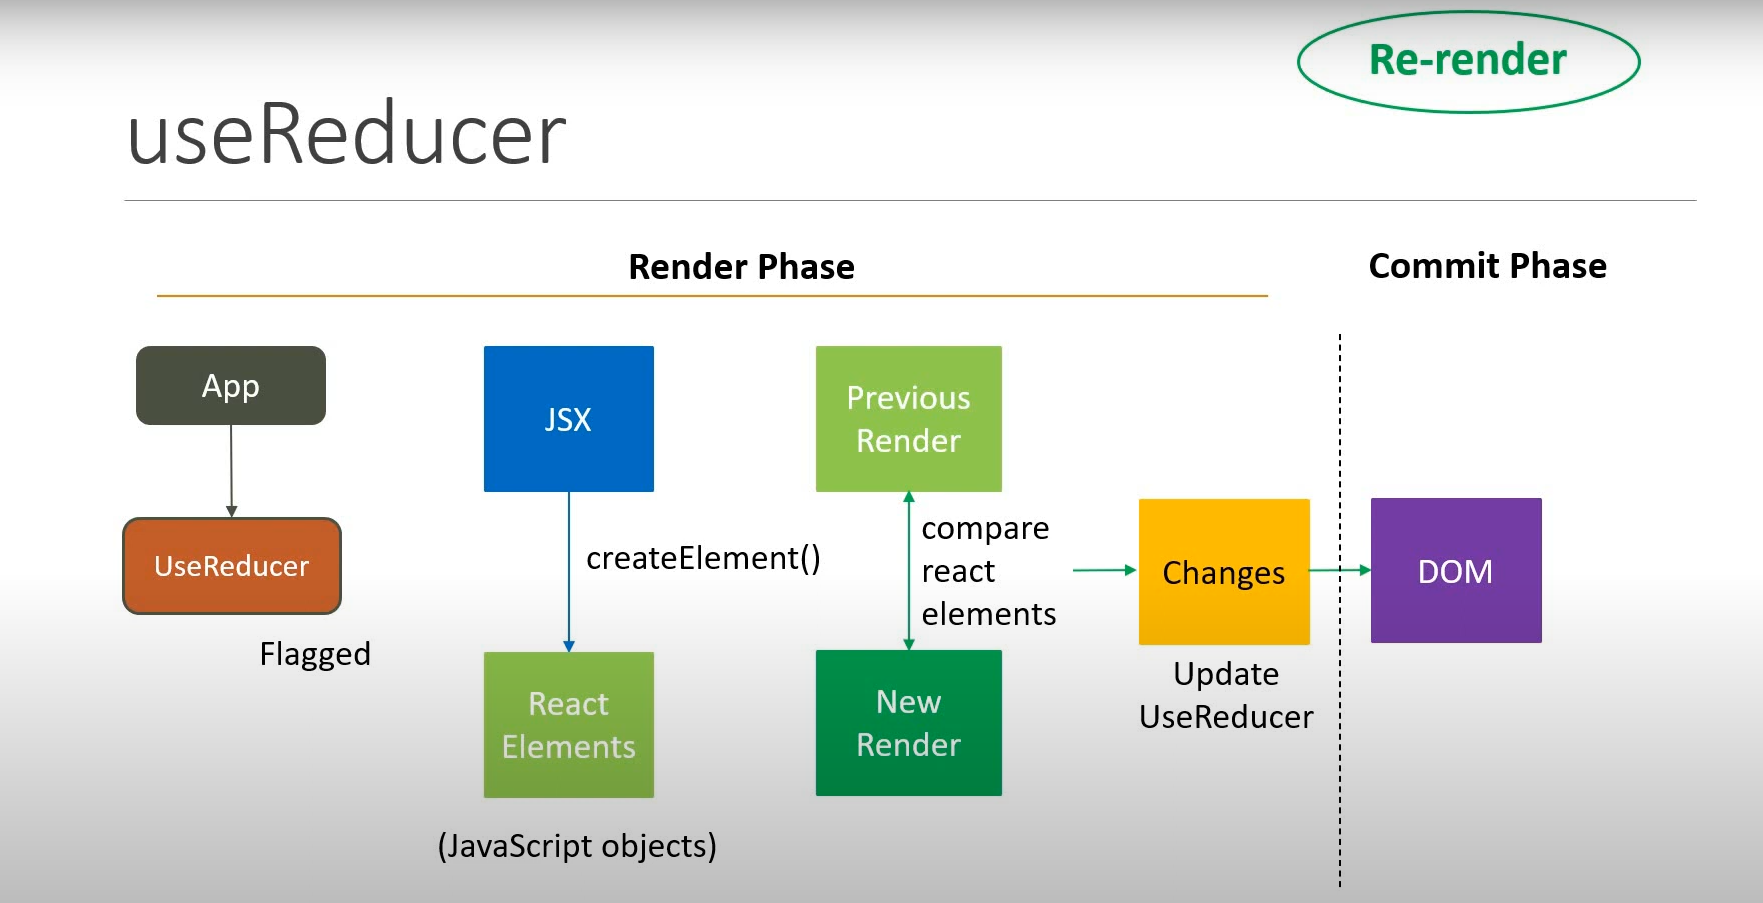 Re-render
useReducer
Render Phase
Commit Phase
App
UseReducer
Flagged
JSX
createElement()
React
Elements
(JavaScript objects)
Previous
Render
compare
react
elements
New
Render
Changes
Update
UseReducer
DOM